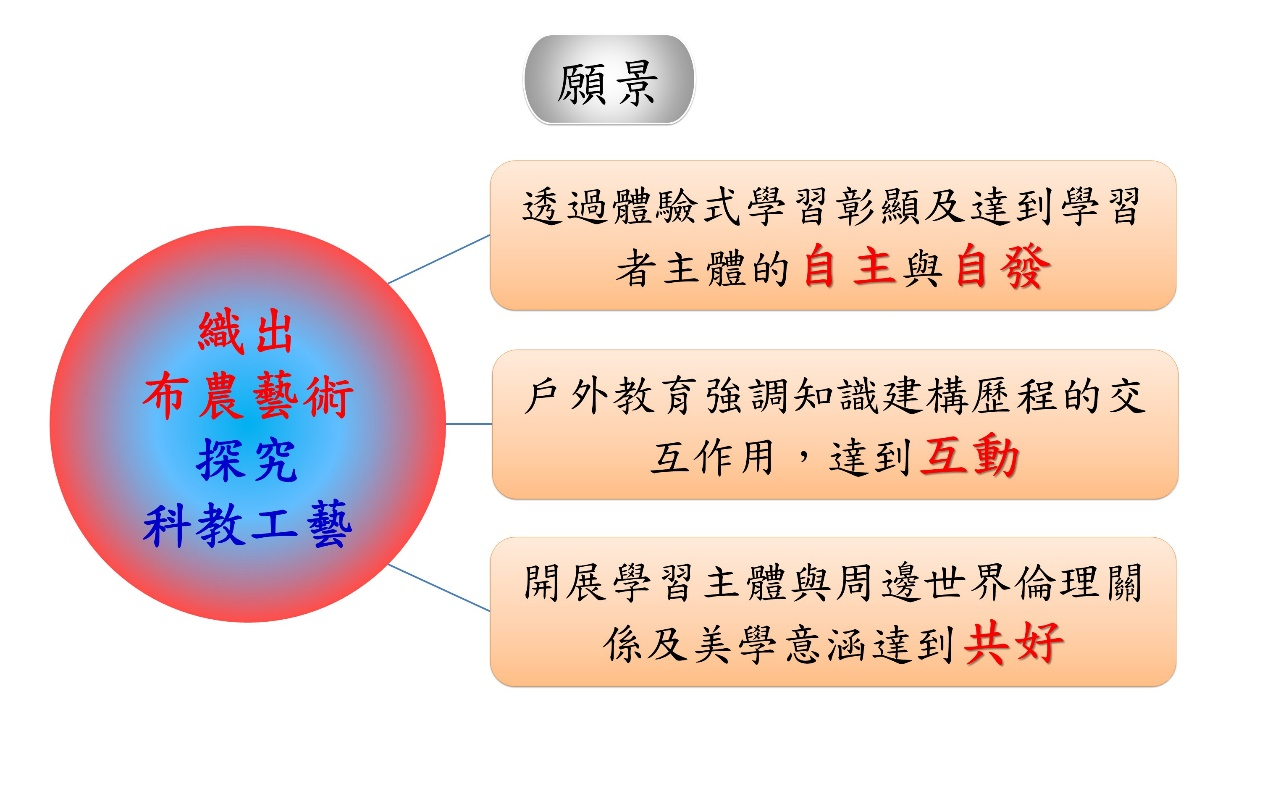 願景
織出
布農藝術
探究
科教工藝
透過體驗式學習彰顯及達到學習
者主體的自主與自發
戶外教育強調知識建構歷程的交
互作用，達到互動
開展學習主體與周邊世界倫理關
係及美學意涵達到共好